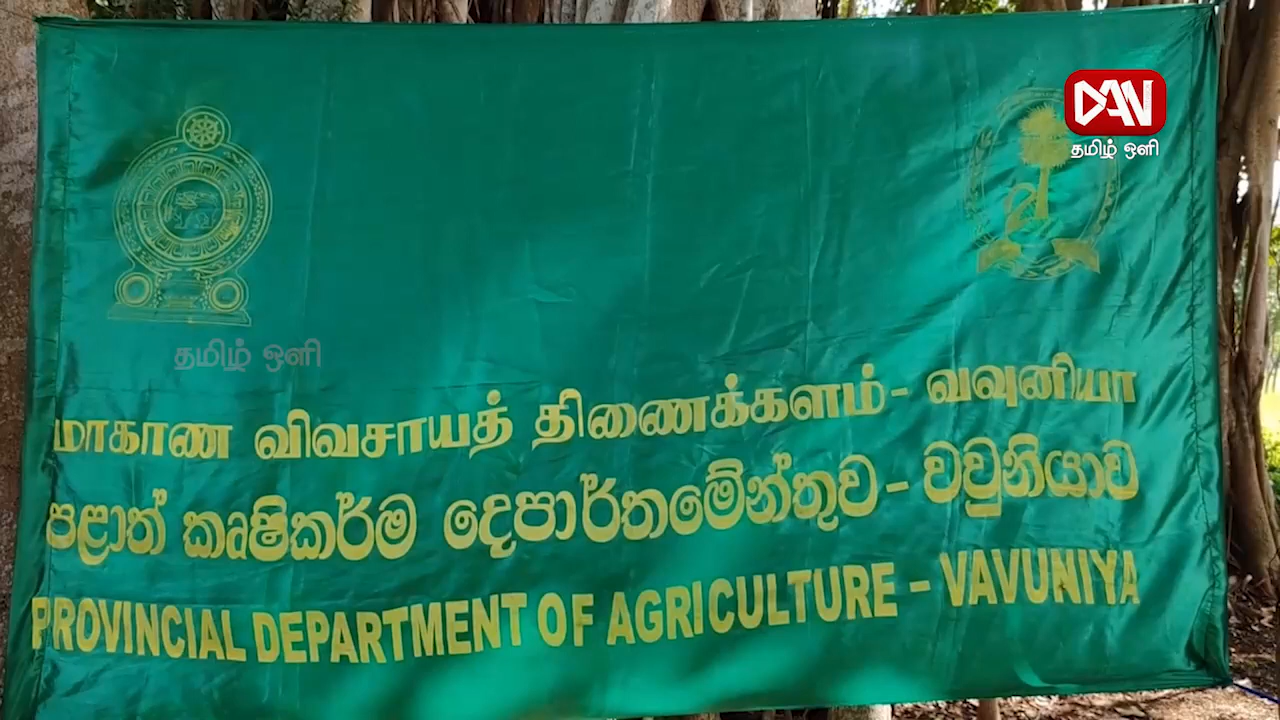 DAN
தமிழ் ஒளி
தமிழ் ஒளி
மாகாண விவசாயத் திணைக்களம் - வவுனியா
පළාත් කෘෂිකර්ම දෙපාර්තමේන්තුව - වවුනියාව
PROVINCIAL DEPARTMENT OF AGRICULTURE - VAVUNIYA